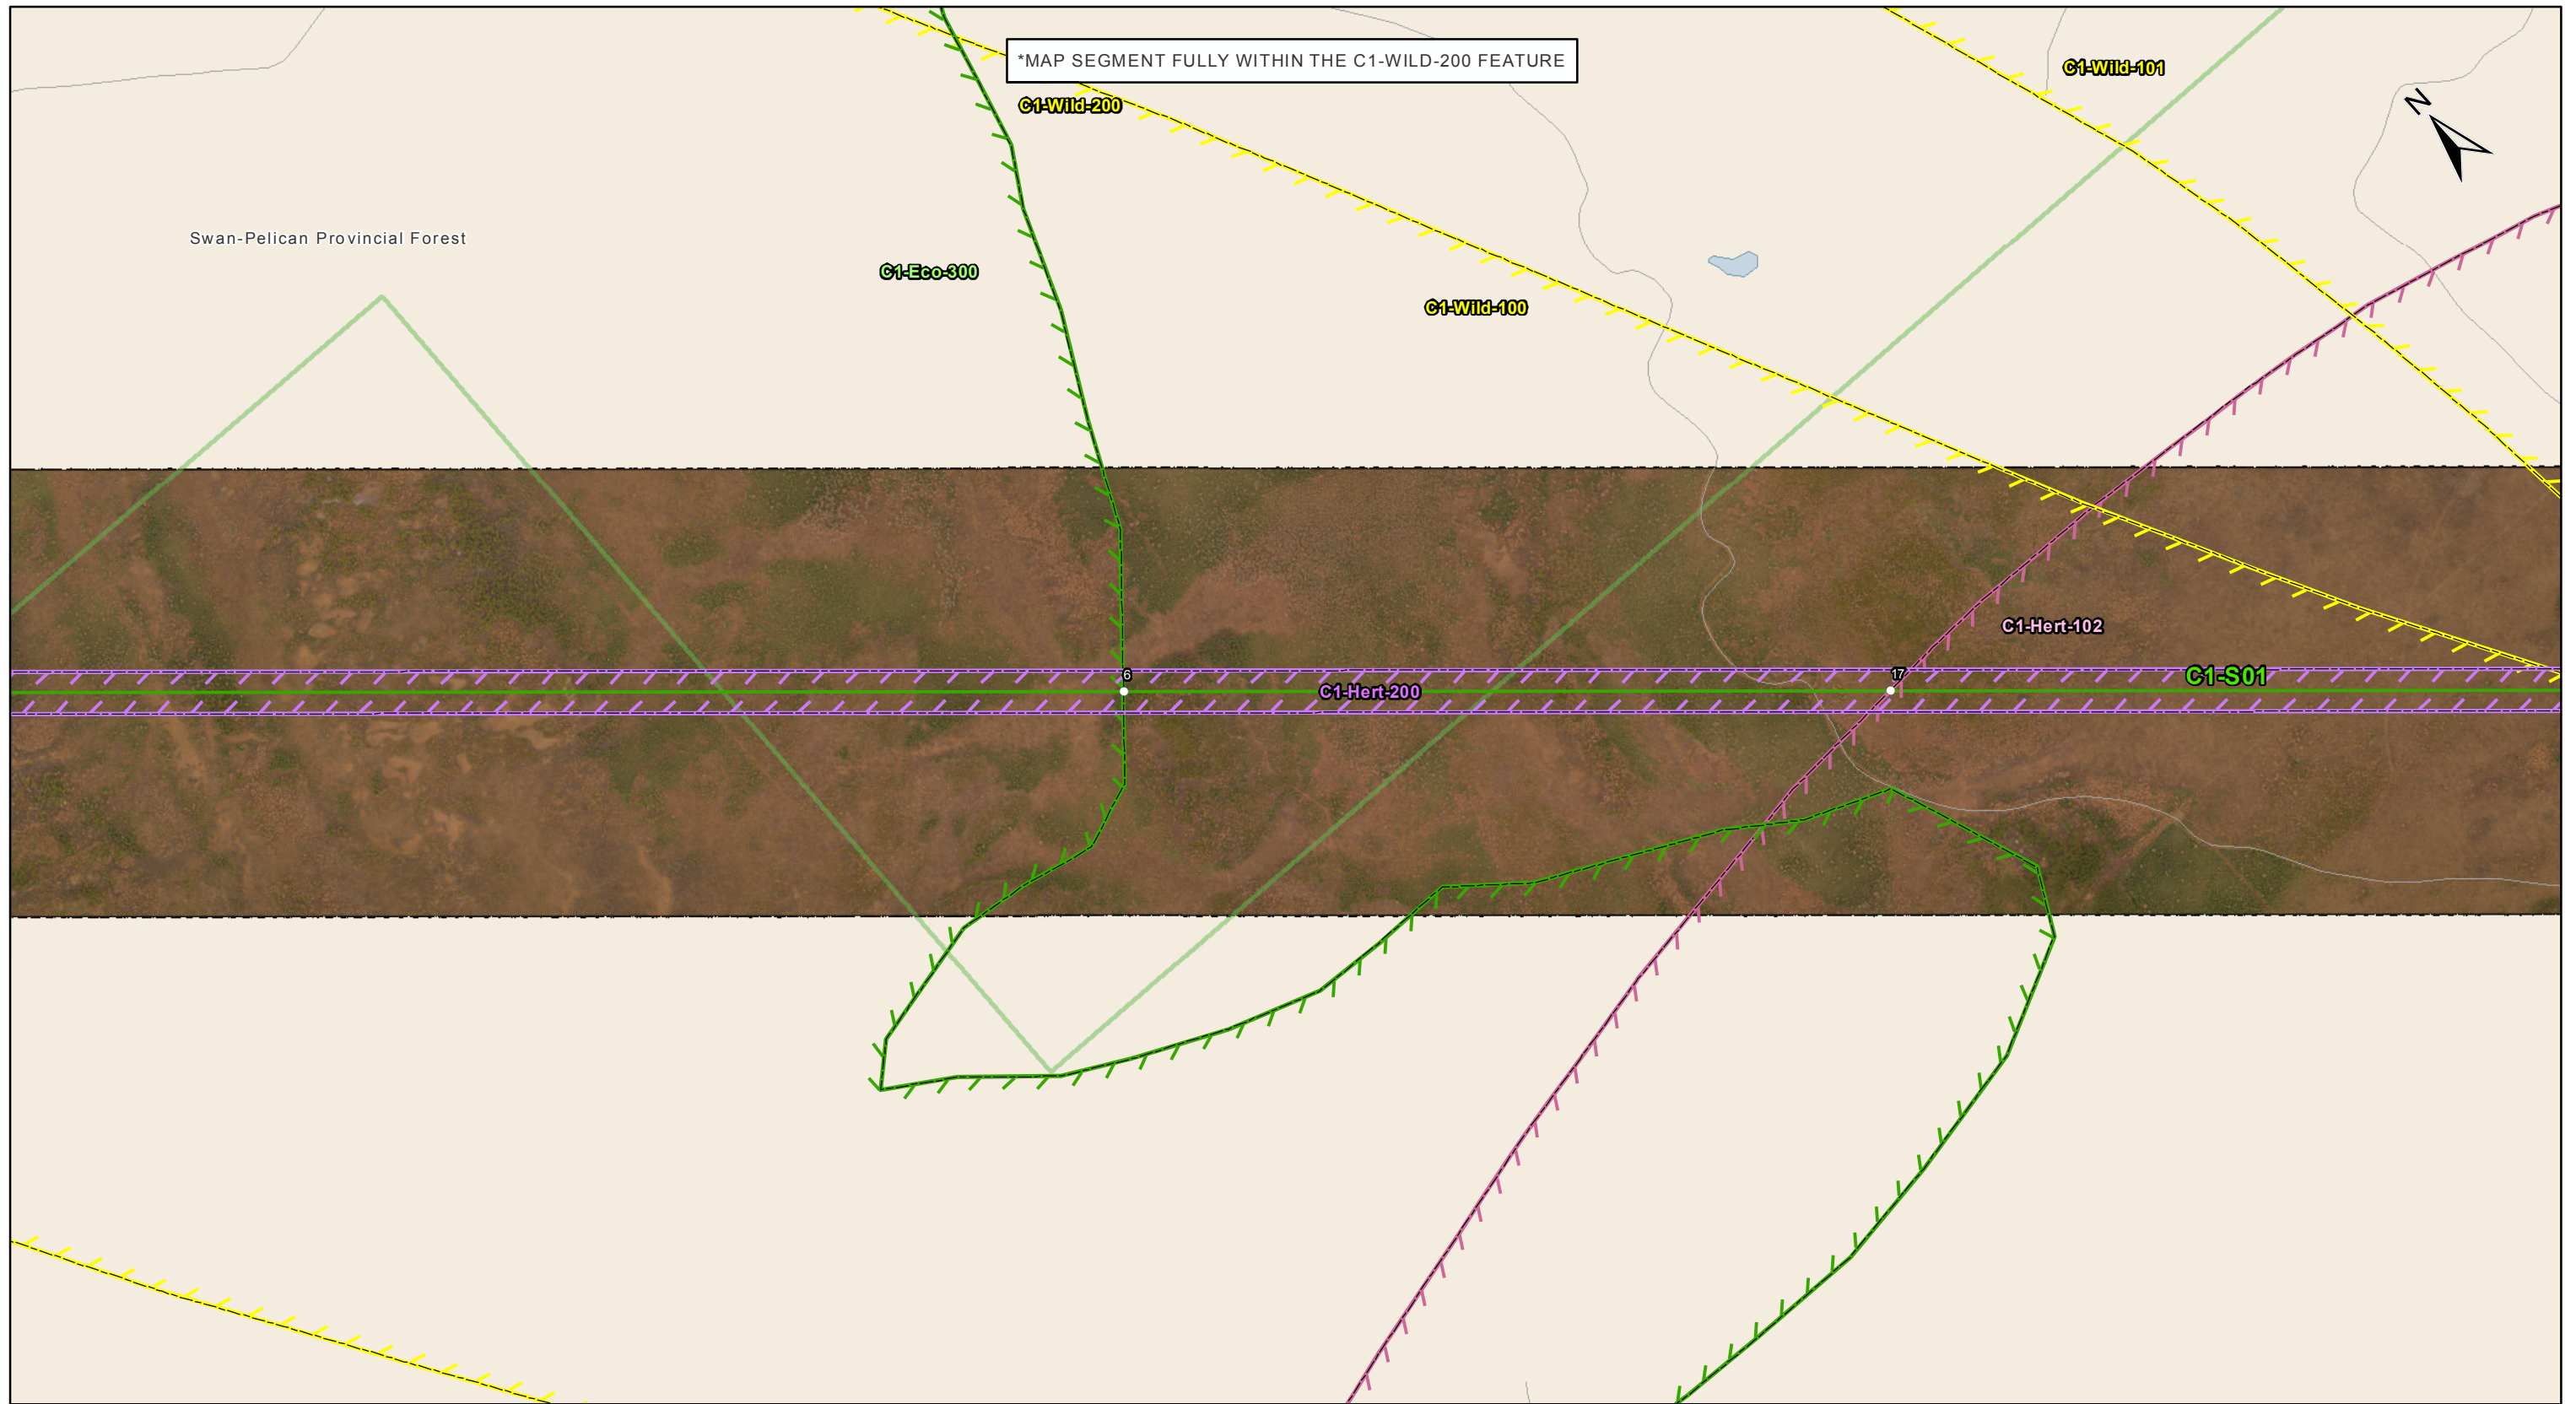 *MAP SEGMENT FULLY WITHIN THE C1-WILD-200 FEATURE
C1-Wild-101
C1-Wild-200
N
Swan-Pelican Provincial Forest
C1-Eco-300
C1-Wild-100
C1-Hert-102
6
17
C1-S01
C1-Hert-200